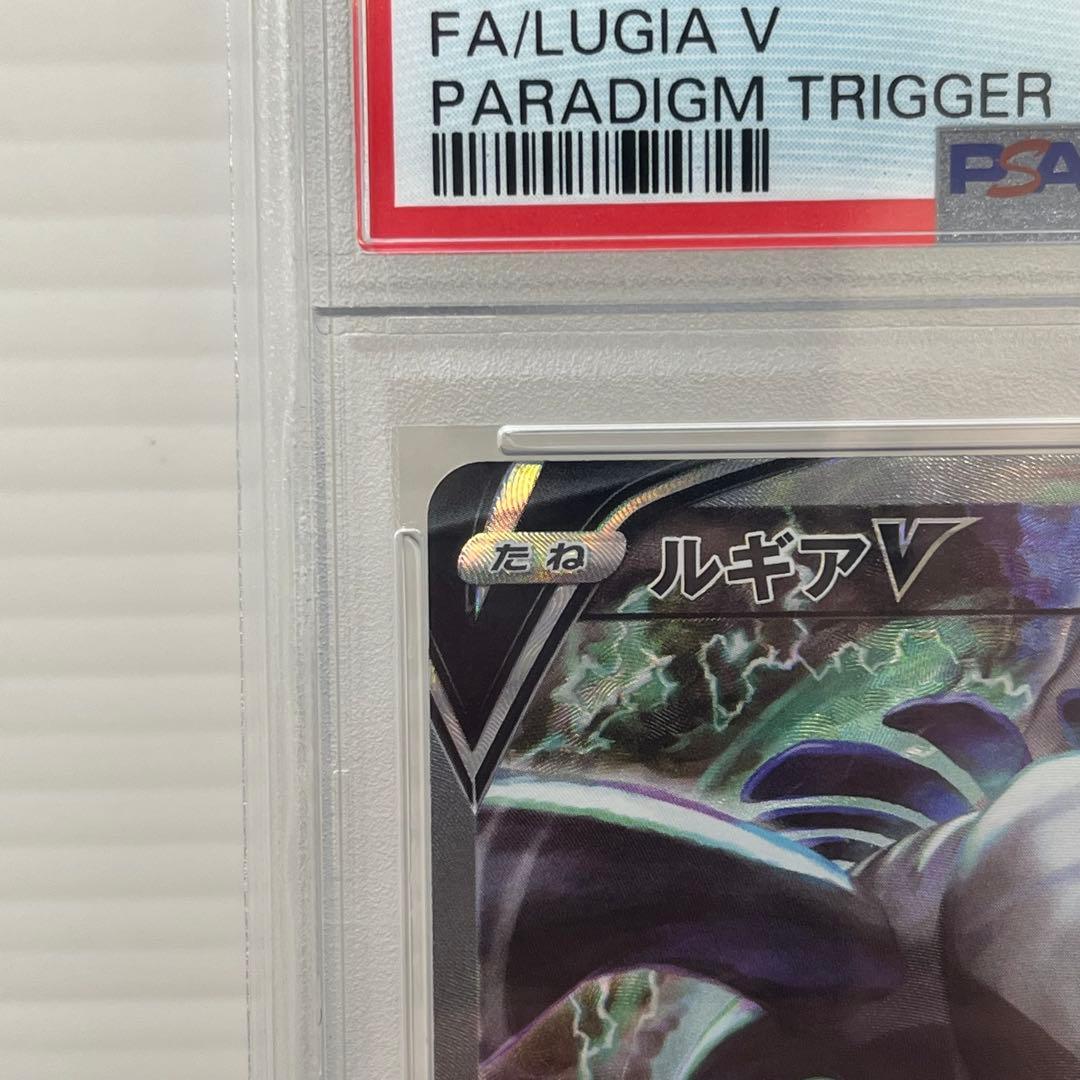 FA/LUGIA V
PARADIGM TRIGGER
PSA
たね ルギアV